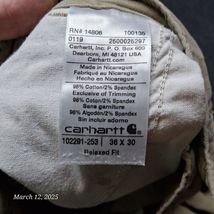 RN# 14806 100135
0119 2500025297
Carhartt, Inc. P.O. Box 600
Dearborn, MI 48121 USA
Carhartt.com
Made in Nicaragua
Fabriqué au Nicaragua
Hecho en Nicaragua
98% Cotton/2% Spandex
Exclusive of Trimming
98% Coton/2% Spandex
Sans garniture
98% Algodón/2% Spandex
Sin incluir adorno
carhartt
102291-253 36 X 30
Relaxed Fit
March 12, 2025